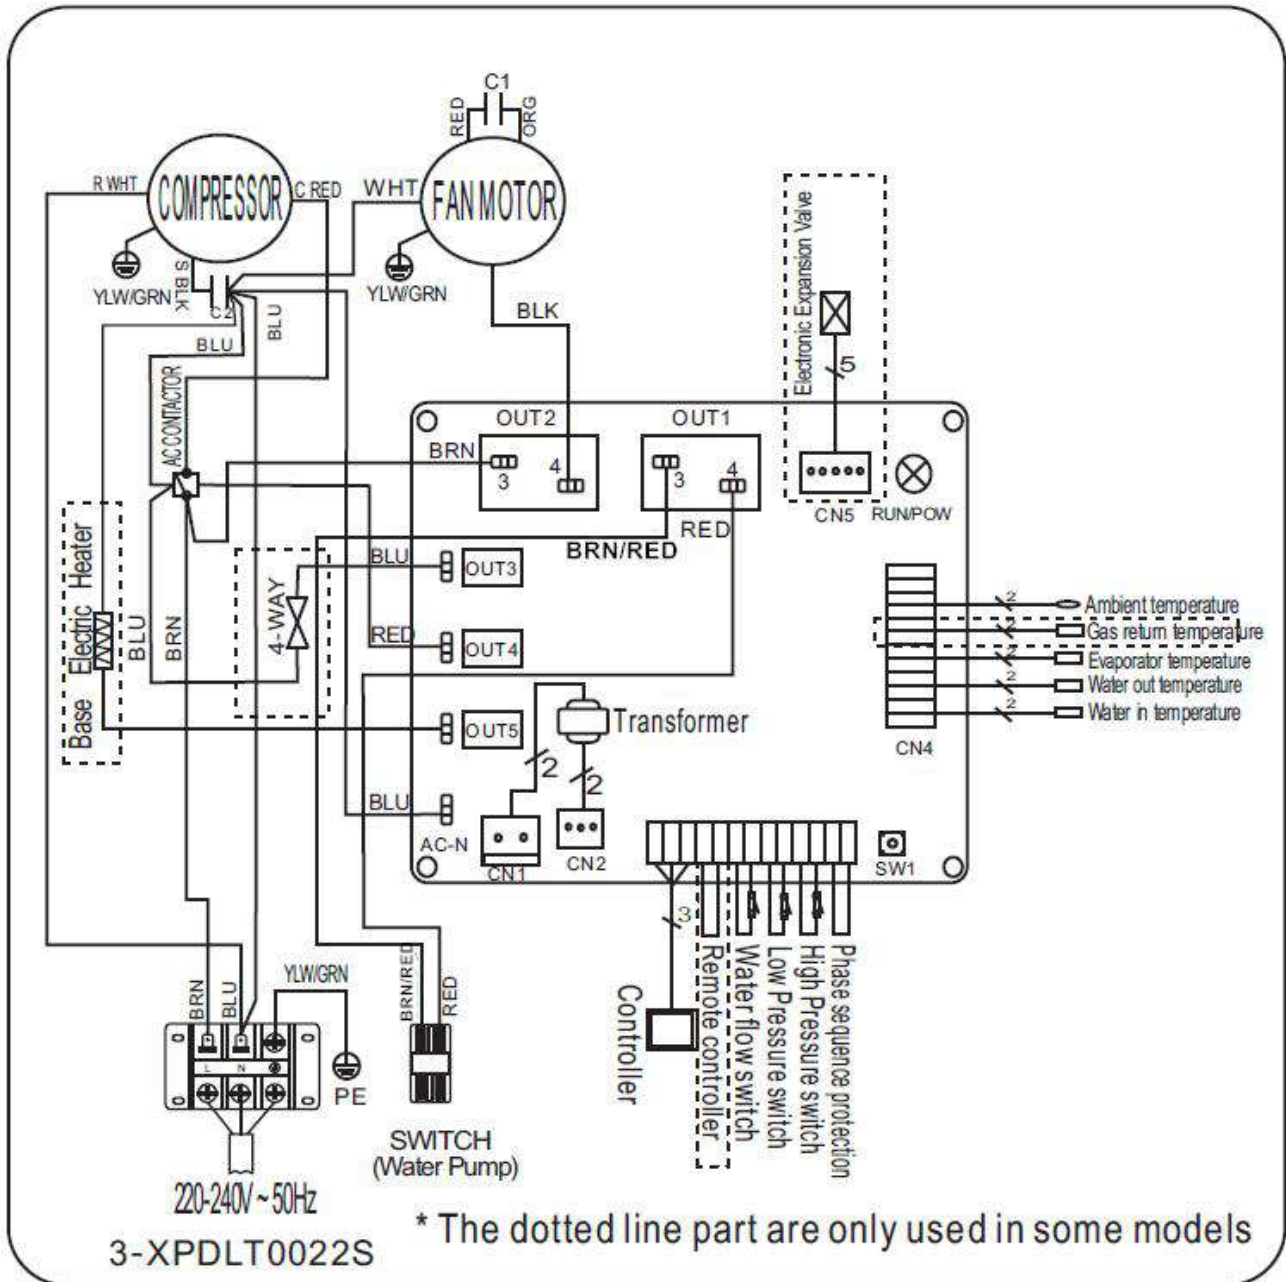 C1
RED
ORG
R WHT
COMPRESSOR
C RED
WHT
FAN MOTOR
YLW/GRN
S BLK
C2
BLU
BLU
YLW/GRN
BLK
Electronic Expansion Valve
5
AC CONTACTOR
OUT2
OUT1
BRN
3
4
3
4
CN5
RUN/POW
RED
BRN/RED
BLU
OUT3
Base Electric Heater
BLU
BRN
4-WAY
RED
OUT4
OUT5
Transformer
2
2
BLU
AC-N
CN1
CN2
2
Ambient temperature
2
Gas return temperature
2
Evaporator temperature
2
Water out temperature
2
Water in temperature
CN4
SW1
3
Controller
Remote controller
Water flow switch
Low Pressure switch
High Pressure switch
Phase sequence protection
BRN
BLU
YLW/GRN
L
N
PE
BRN/RED
RED
SWITCH
(Water Pump)
220-240V ~ 50Hz
3-XPDLT0022S
* The dotted line part are only used in some models